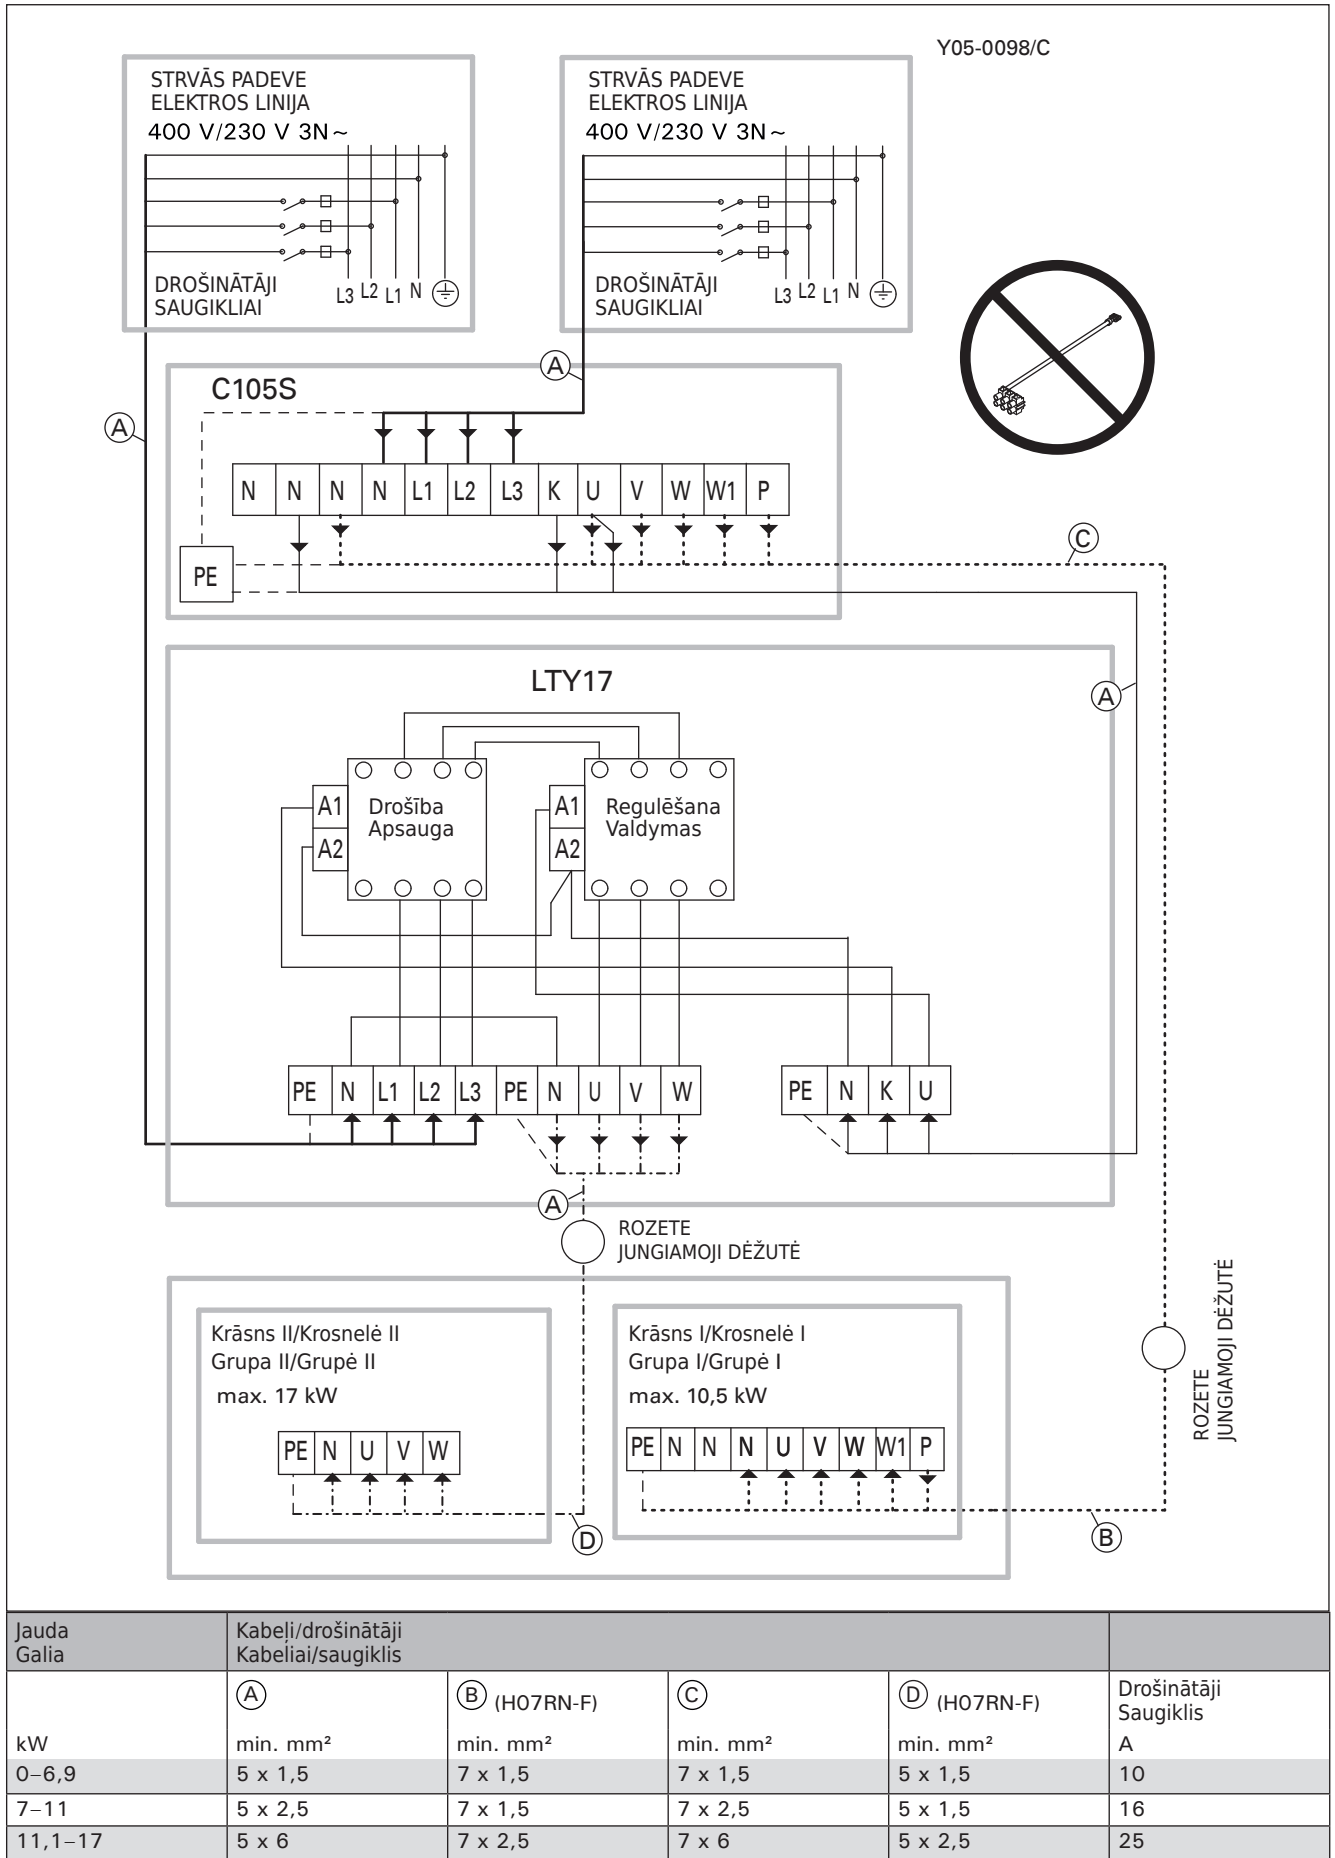 Y05-0098/C
STRVĀS PADEVE
ELEKTROS LINIJA
400 V/230 V 3N~
DROŠINĀTĀJI
SAUGIKLIAI
L3 L2 L1 N
STRVĀS PADEVE
ELEKTROS LINIJA
400 V/230 V 3N~
DROŠINĀTĀJI
SAUGIKLIAI
L3 L2 L1 N
A
A
C105S
N N N N L1 L2 L3 K U V W W1 P
C
PE
LTY17
A
A1
A2
Drošība
Apsauga
A1
A2
Regulēšana
Valdymas
PE N L1 L2 L3 PE N U V W
PE N K U
A
ROZETE
JUNGIAMOJI DĖŽUTĖ
ROZETE
JUNGIAMOJI DĖŽUTĖ
Krāsns II/Krosnelė II
Grupa II/Grupė II
max. 17 kW
PE N U V W
D
Krāsns I/Krosnelė I
Grupa I/Grupė I
max. 10,5 kW
PE N N N U V W W1 P
B
Jauda
Galia
Kabeļi/drošinātāji
Kabeliai/saugiklis
A
B (H07RN-F)
C
D (H07RN-F)
Drošinātāji
Saugiklis
kW min. mm² min. mm² min. mm² min. mm² A
0–6,9 5 x 1,5 7 x 1,5 7 x 1,5 5 x 1,5 10
7–11 5 x 2,5 7 x 1,5 7 x 2,5 5 x 1,5 16
11,1–17 5 x 6 7 x 2,5 7 x 6 5 x 2,5 25